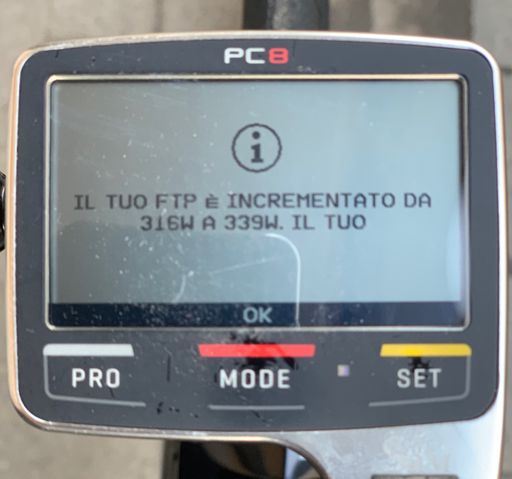 PC8
i
IL TUO FTP È INCREMENTATO DA
316W A 339W. IL TUO
OK
PRO MODE SET